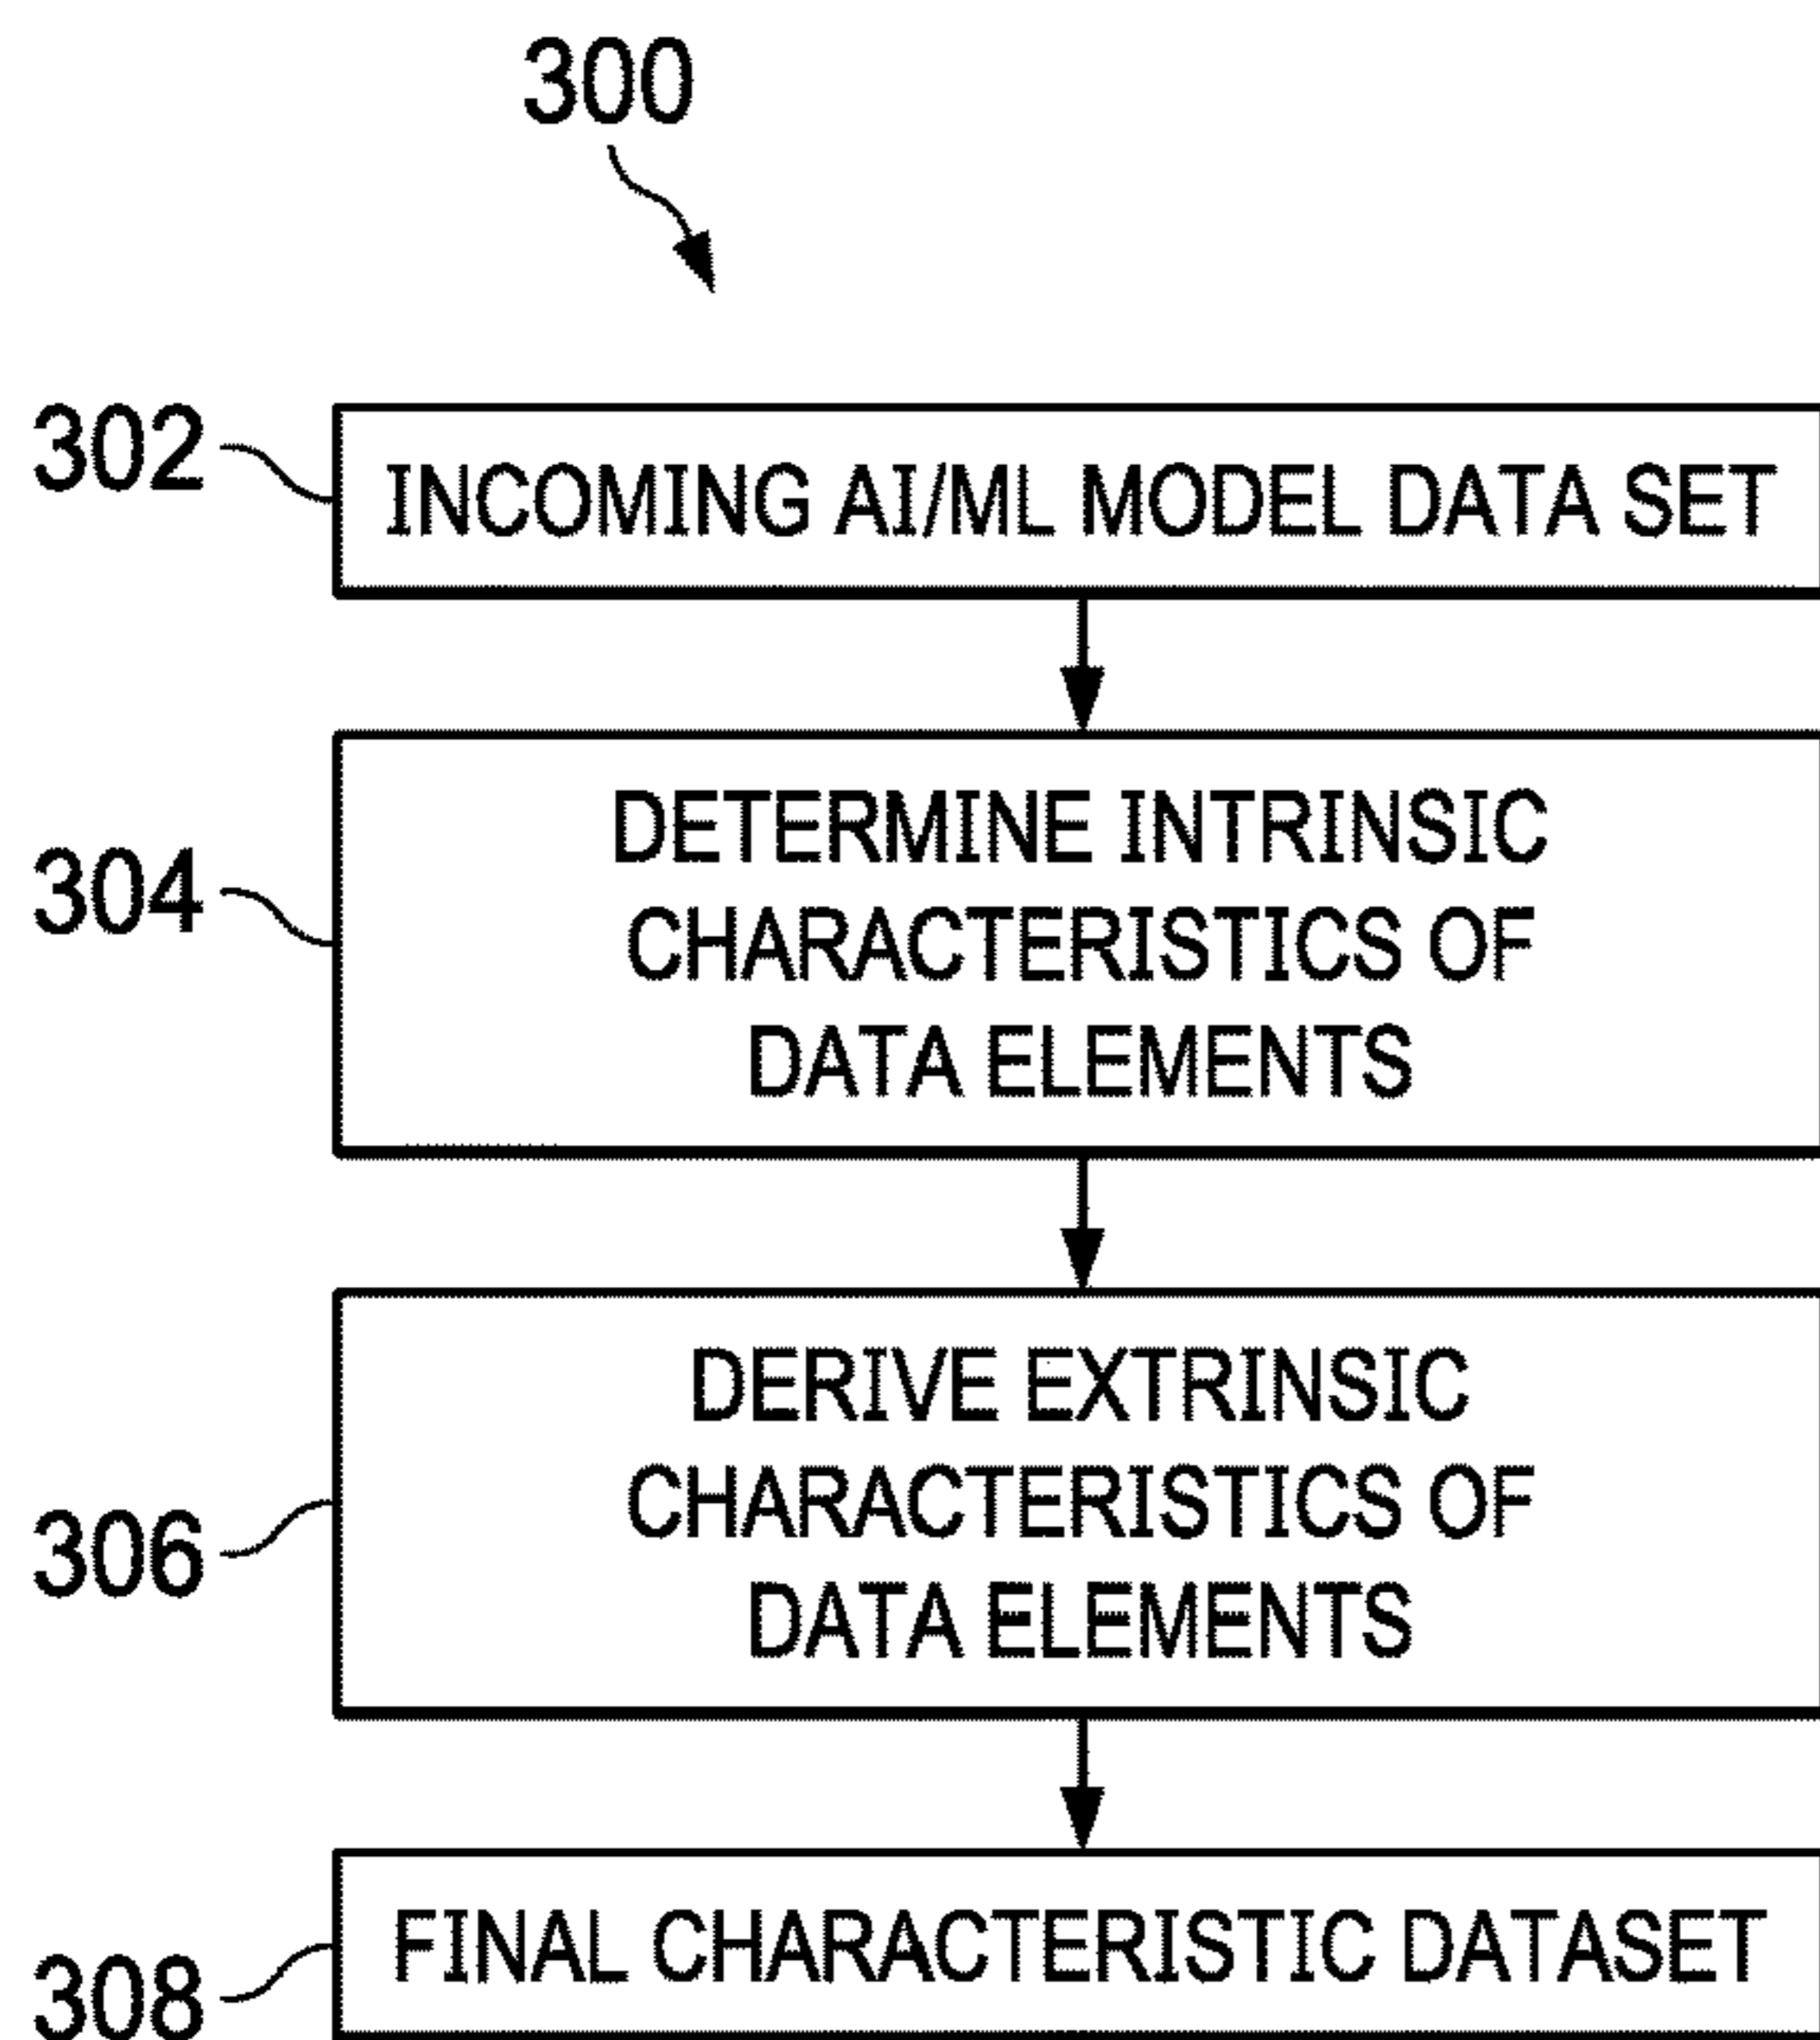 300
302
INCOMING AI/ML MODEL DATA SET
304
DETERMINE INTRINSIC
CHARACTERISTICS OF
DATA ELEMENTS
306
DERIVE EXTRINSIC
CHARACTERISTICS OF
DATA ELEMENTS
308
FINAL CHARACTERISTIC DATASET